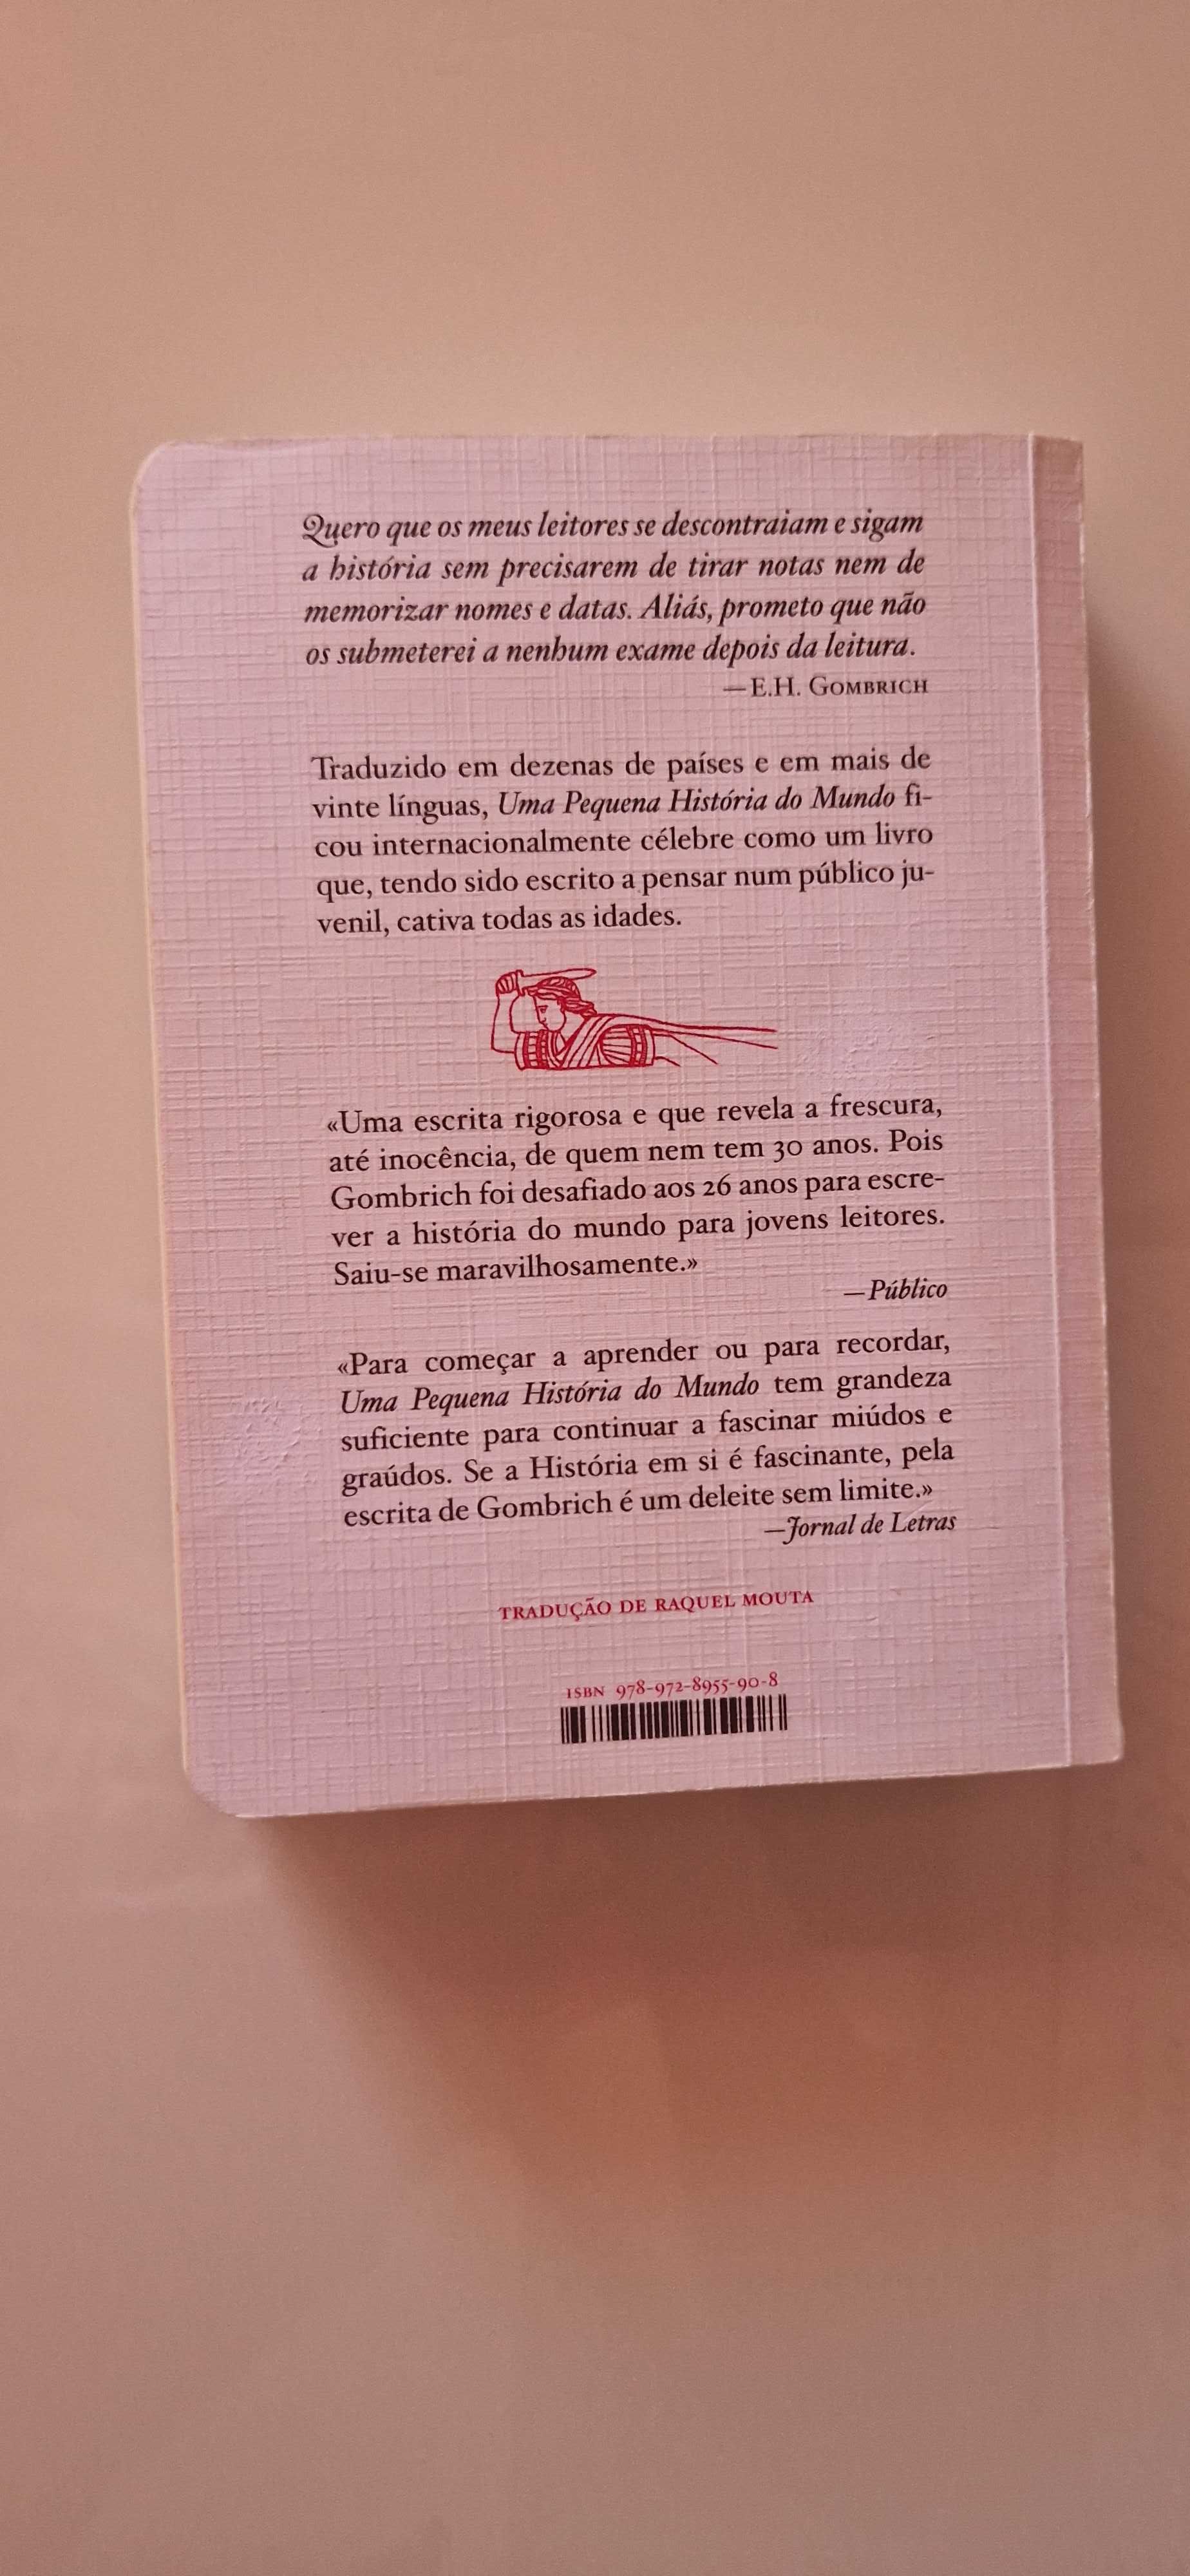 Quero que os meus leitores se descontraiam e sigam
a história sem precisarem de tirar notas nem de
memorizar nomes e datas. Aliás, prometo que não
os submeterei a nenhum exame depois da leitura.
—E.H. Gombrich
Traduzido em dezenas de países e em mais de
vinte línguas, Uma Pequena História do Mundo fi-
cou internacionalmente célebre como um livro
que, tendo sido escrito a pensar num público ju-
venil, cativa todas as idades.
«Uma escrita rigorosa e que revela a frescura,
até inocência, de quem nem tem 30 anos. Pois
Gombrich foi desafiado aos 26 anos para escre-
ver a história do mundo para jovens leitores.
Saiu-se maravilhosamente.»
—Público
«Para começar a aprender ou para recordar,
Uma Pequena História do Mundo tem grandeza
suficiente para continuar a fascinar miúdos e
graúdos. Se a História em si é fascinante, pela
escrita de Gombrich é um deleite sem limite.»
—Jornal de Letras
TRADUÇÃO DE RAQUEL MOUTA
ISBN 978-972-8955-90-8